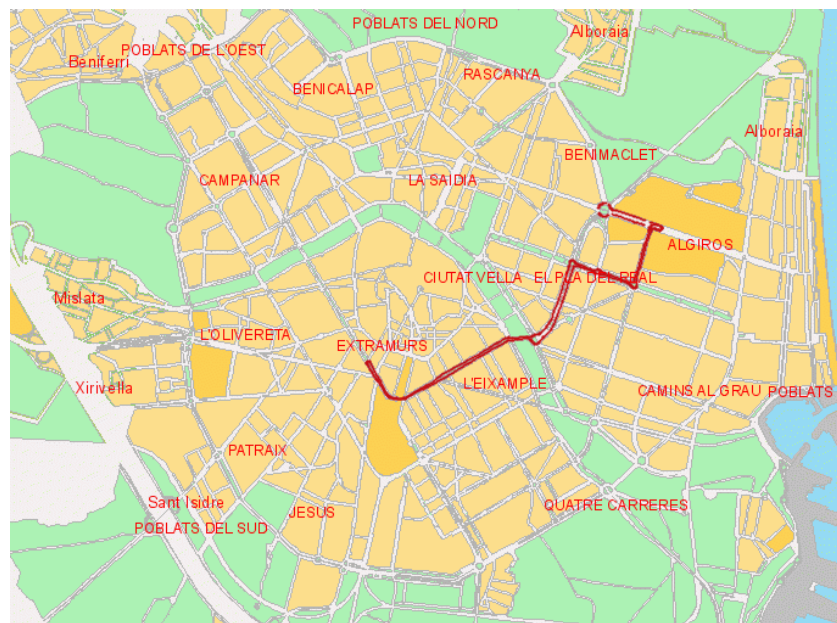 POBLATS DEL NORD
Alboraia
POBLATS DE L'OEST
Beniferri
RASCANYA
BENICALAP
Alboraia
BENIMACLET
CAMPANAR
LA SAIDIA
ALGIROS
CIUTAT VELLA
EL PLA DEL REAL
Mislata
L'OLIVERETA
EXTRAMURS
Xirivella
L'EIXAMPLE
CAMINS AL GRAU
POBLATS
PATRAIX
Sant Isidre
JESUS
QUATRE CARRERES
POBLATS DEL SUD